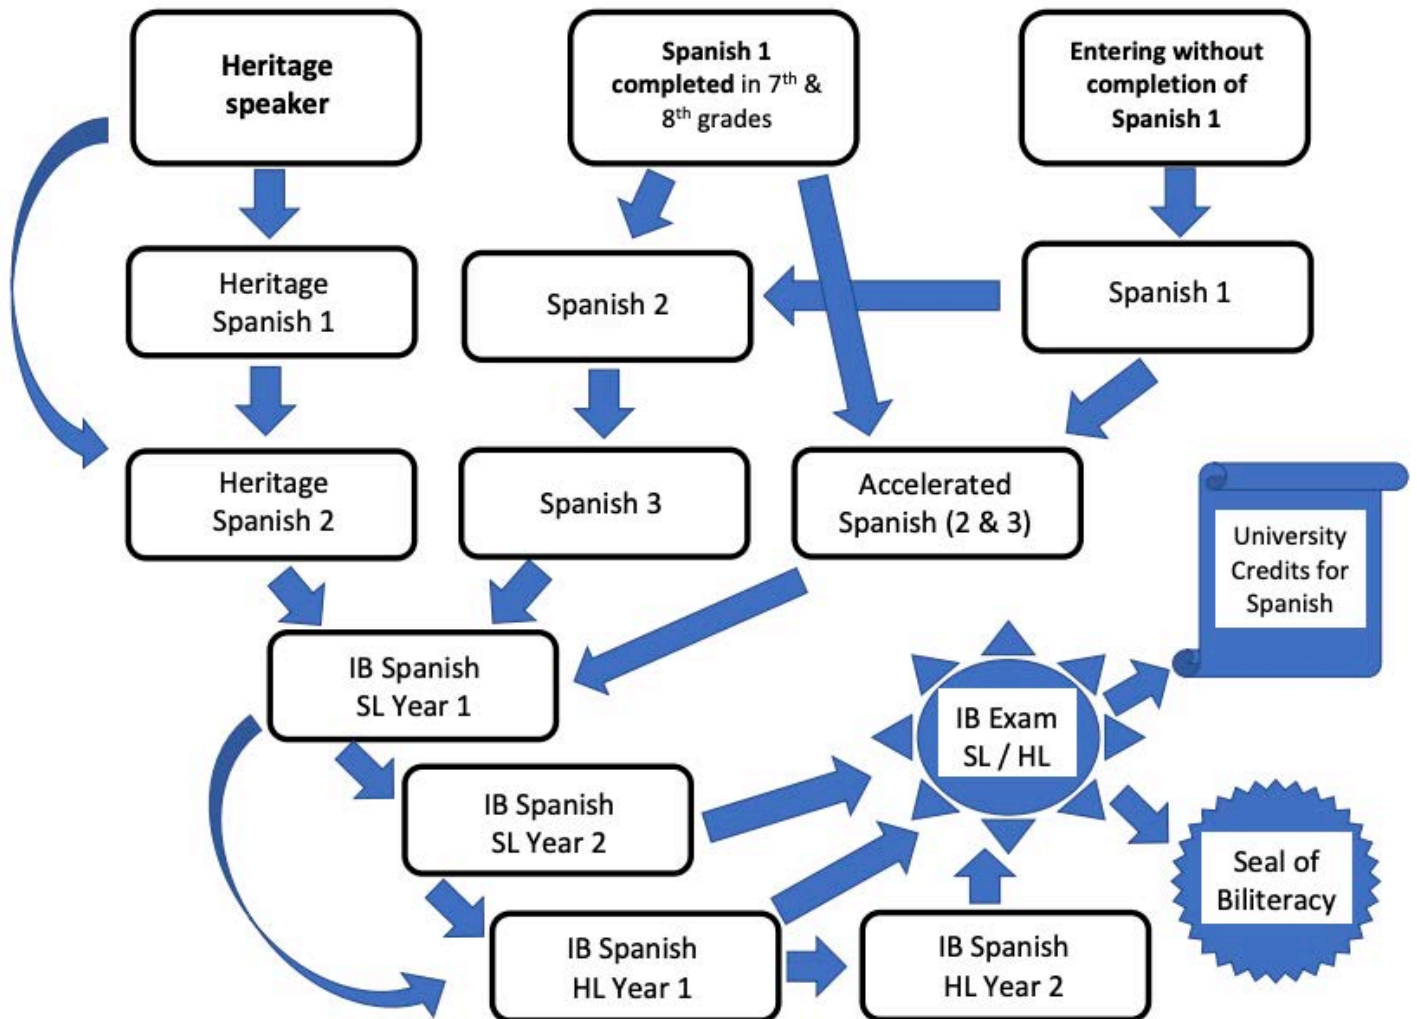 Heritage
speaker
Spanish 1
completed in 7th &
8th grades
Entering without
completion of
Spanish 1
Heritage
Spanish 1
Spanish 2
Spanish 1
Heritage
Spanish 2
Spanish 3
Accelerated
Spanish (2 & 3)
University
Credits for
Spanish
IB Spanish
SL Year 1
IB Exam
SL / HL
IB Spanish
SL Year 2
Seal of
Biliteracy
IB Spanish
HL Year 1
IB Spanish
HL Year 2